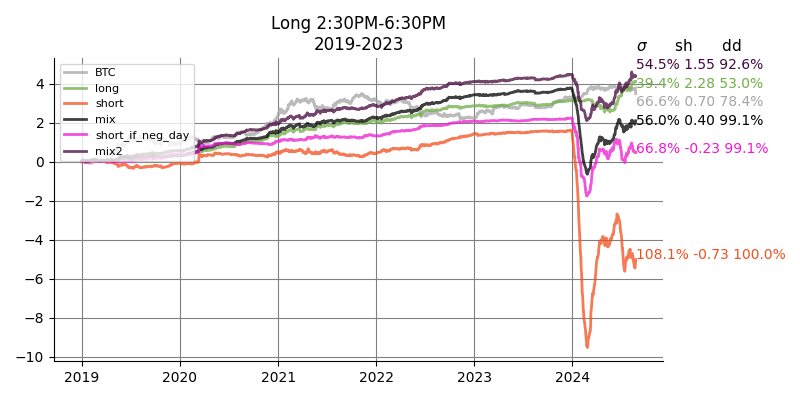 Long 2:30PM-6:30PM
2019-2023
σ sh dd
BTC
long
short
mix
short_if_neg_day
mix2
54.5% 1.55 92.6%
39.4% 2.28 53.0%
66.6% 0.70 78.4%
56.0% 0.40 99.1%
66.8% -0.23 99.1%
108.1% -0.73 100.0%
4
2
0
−2
−4
−6
−8
−10
2019 2020 2021 2022 2023 2024